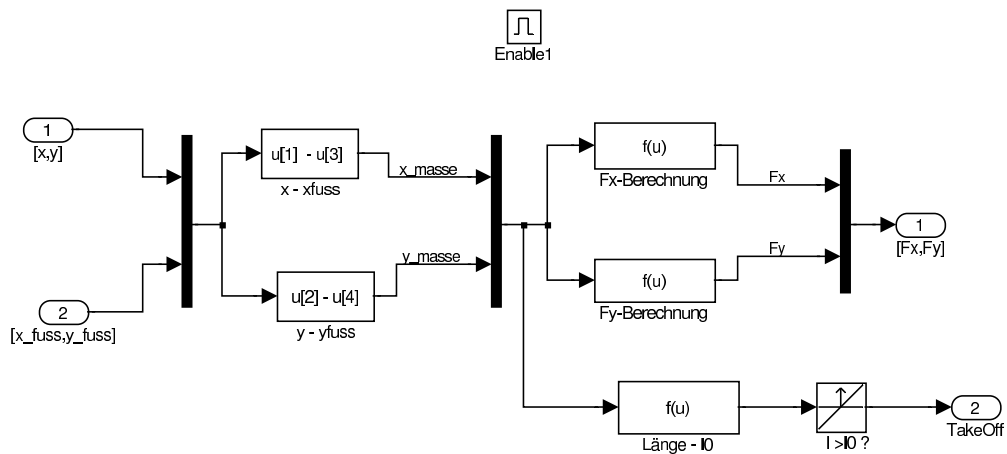 Enable1
1
[x,y]
2
[x_fuss,y_fuss]
u[1] - u[3]
x - xfuss
u[2] - u[4]
y - yfuss
x_masse
y_masse
f(u)
Fx-Berechnung
f(u)
Fy-Berechnung
Fx
Fy
1
[Fx,Fy]
f(u)
Länge - l0
l >l0 ?
2
TakeOff